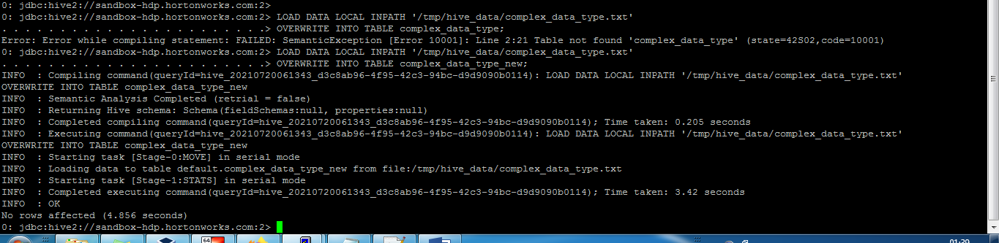 0: jdbc:hive2://sandbox-hdp.hortonworks.com:2>
0: jdbc:hive2://sandbox-hdp.hortonworks.com:2> LOAD DATA LOCAL INPATH '/tmp/hive_data/complex_data_type.txt'
. . . . . . . . . . . . . . . . . . . . . . .> OVERWRITE INTO TABLE complex_data_type;
Error: Error while compiling statement: FAILED: SemanticException [Error 10001]: Line 2:21 Table not found 'complex_data_type' (state=42S02,code=10001)
0: jdbc:hive2://sandbox-hdp.hortonworks.com:2> LOAD DATA LOCAL INPATH '/tmp/hive_data/complex_data_type.txt'
. . . . . . . . . . . . . . . . . . . . . . .> OVERWRITE INTO TABLE complex_data_type_new;
INFO  : Compiling command(queryId=hive_20210720061343_d3c8ab96-4f95-42c3-94bc-d9d9090b0114): LOAD DATA LOCAL INPATH '/tmp/hive_data/complex_data_type.txt'
OVERWRITE INTO TABLE complex_data_type_new
INFO  : Semantic Analysis Completed (retrial = false)
INFO  : Returning Hive schema: Schema(fieldSchemas:null, properties:null)
INFO  : Completed compiling command(queryId=hive_20210720061343_d3c8ab96-4f95-42c3-94bc-d9d9090b0114); Time taken: 0.205 seconds
INFO  : Executing command(queryId=hive_20210720061343_d3c8ab96-4f95-42c3-94bc-d9d9090b0114): LOAD DATA LOCAL INPATH '/tmp/hive_data/complex_data_type.txt'
OVERWRITE INTO TABLE complex_data_type_new
INFO  : Starting task [Stage-0:MOVE] in serial mode
INFO  : Loading data to table default.complex_data_type_new from file:/tmp/hive_data/complex_data_type.txt
INFO  : Starting task [Stage-1:STATS] in serial mode
INFO  : Completed executing command(queryId=hive_20210720061343_d3c8ab96-4f95-42c3-94bc-d9d9090b0114); Time taken: 3.42 seconds
INFO  : OK
No rows affected (4.856 seconds)
0: jdbc:hive2://sandbox-hdp.hortonworks.com:2>
64